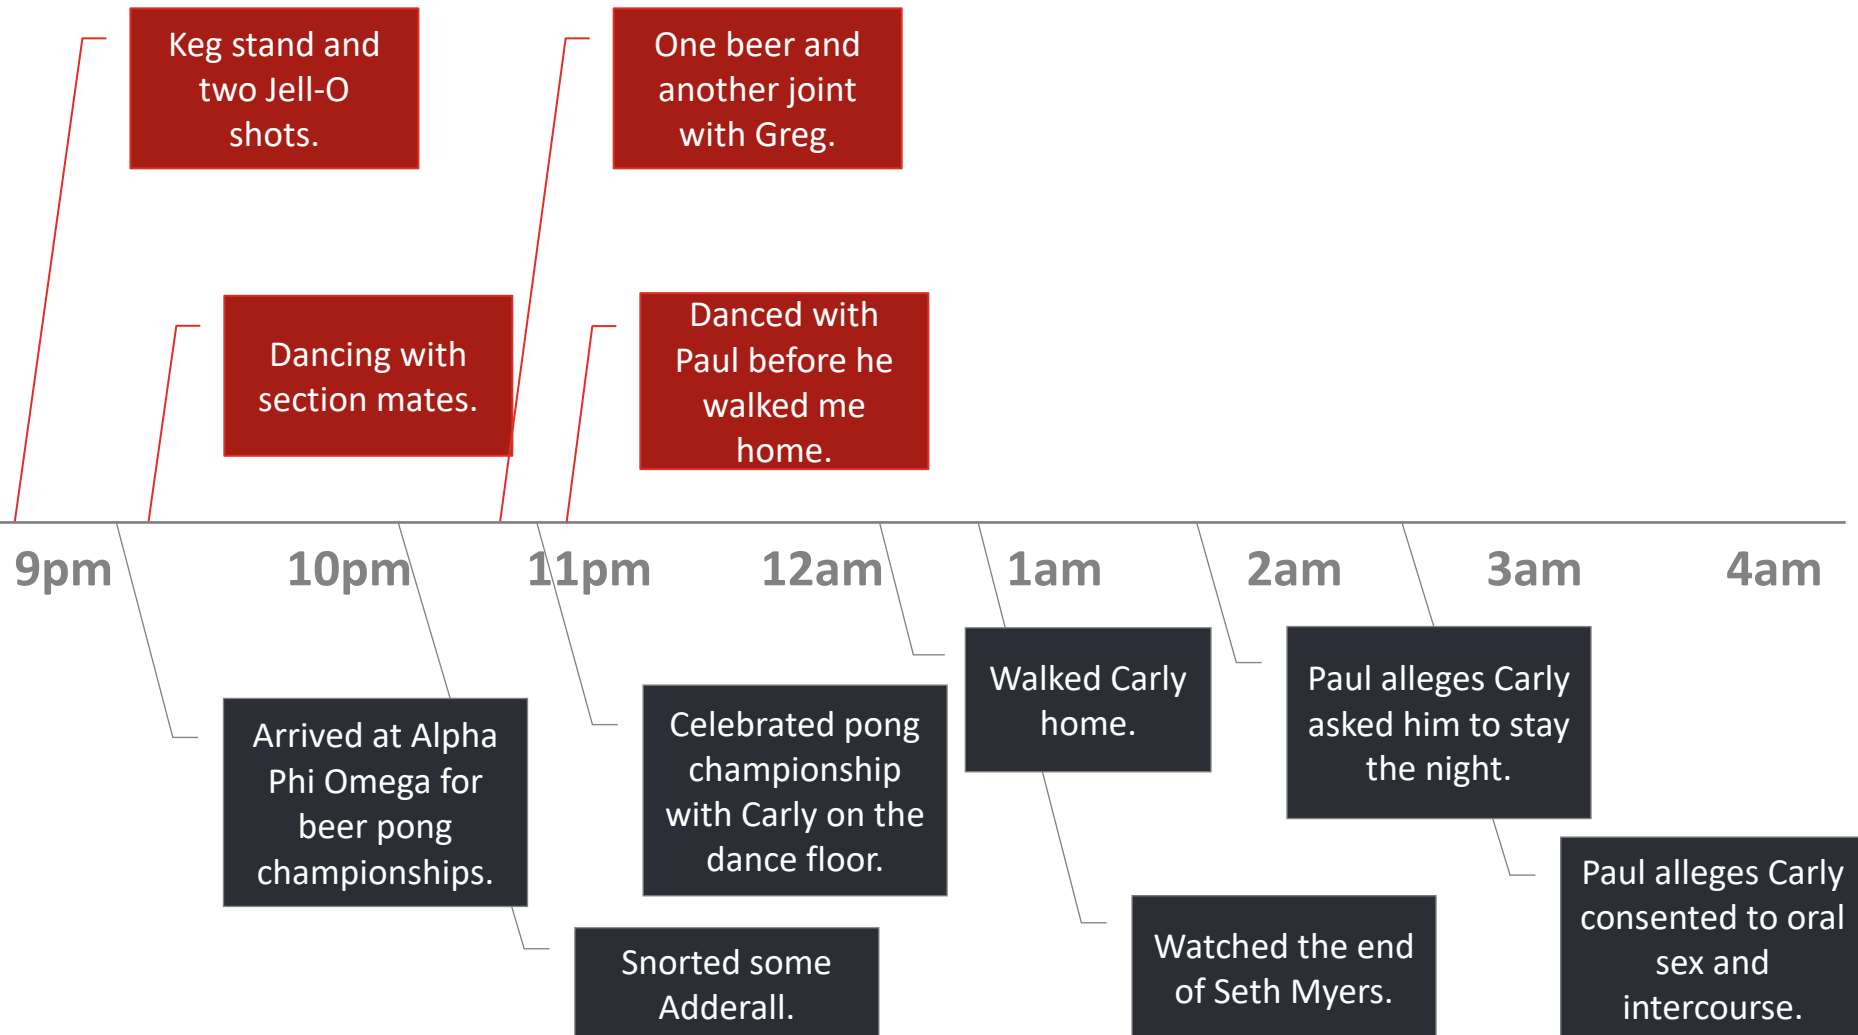 Keg stand and
two Jell-O
shots.
One beer and
another joint
with Greg.
Dancing with
section mates.
Danced with
Paul before he
walked me
home.
9pm
10pm
11pm
12am
1am
2am
3am
4am
Arrived at Alpha
Phi Omega for
beer pong
championships.
Snorted some
Adderall.
Celebrated pong
championship
with Carly on the
dance floor.
Walked Carly
home.
Watched the end
of Seth Myers.
Paul alleges Carly
asked him to stay
the night.
Paul alleges Carly
consented to oral
sex and
intercourse.